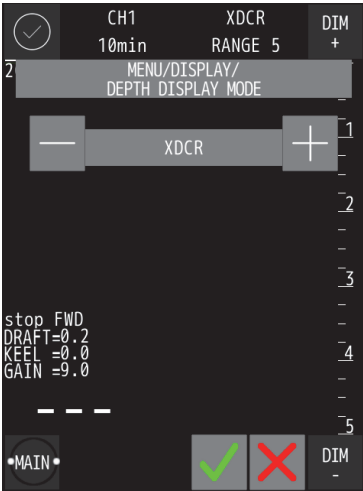 CH1
10min
XDCR
RANGE 5
DIM
+
2
MENU/DISPLAY/
DEPTH DISPLAY MODE
XDCR
1
2
3
4
5
stop FWD
DRAFT=0.2
KEEL =0.0
GAIN =9.0
- - -
MAIN
DIM
-